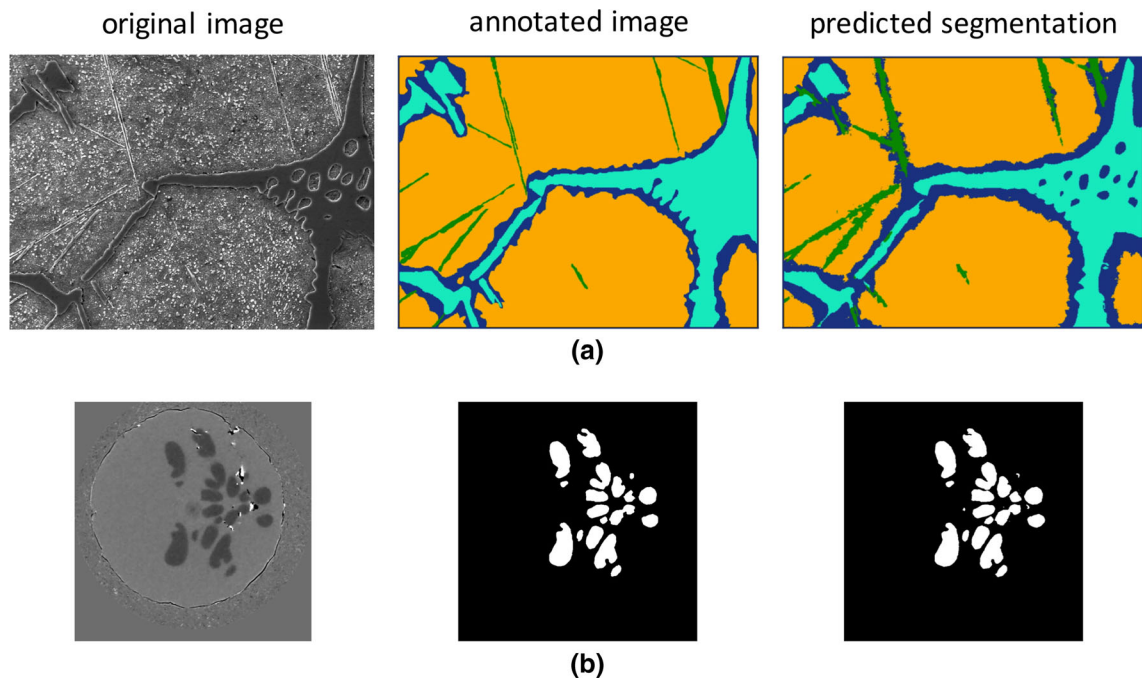 original image
annotated image
predicted segmentation
(a)
(b)